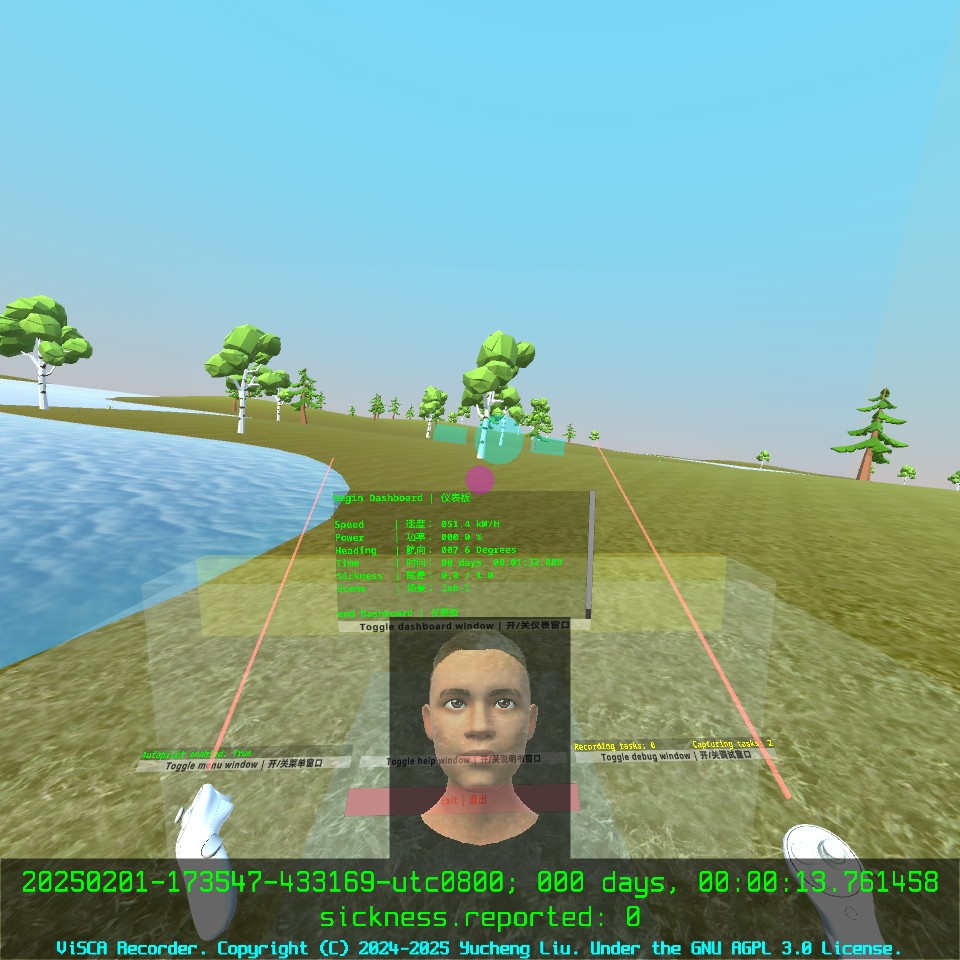 Begin Dashboard | 仪表板
Speed | 速度： 051.4 kM/H
Power | 功率： 000.0 %
Heading | 航向： 007.6 Degrees
Time | 时间： 00 days, 00:01:12.009
Sickness | 眩晕： 0.0 / 1.0
Scene | 场景： lab-1
End Dashboard | 仪表板
Toggle dashboard window | 开/关仪表窗口
Autopilot enabled: True
Recording tasks: 0 Capturing tasks: 2
Toggle menu window | 开/关菜单窗口
Toggle help window | 开/关说明书窗口
Toggle debug window | 开/关调试窗口
Exit | 退出
20250201-173547-433169-utc0800; 000 days, 00:00:13.761458
sickness.reported: 0
ViSCA Recorder. Copyright (C) 2024-2025 Yucheng Liu. Under the GNU AGPL 3.0 License.